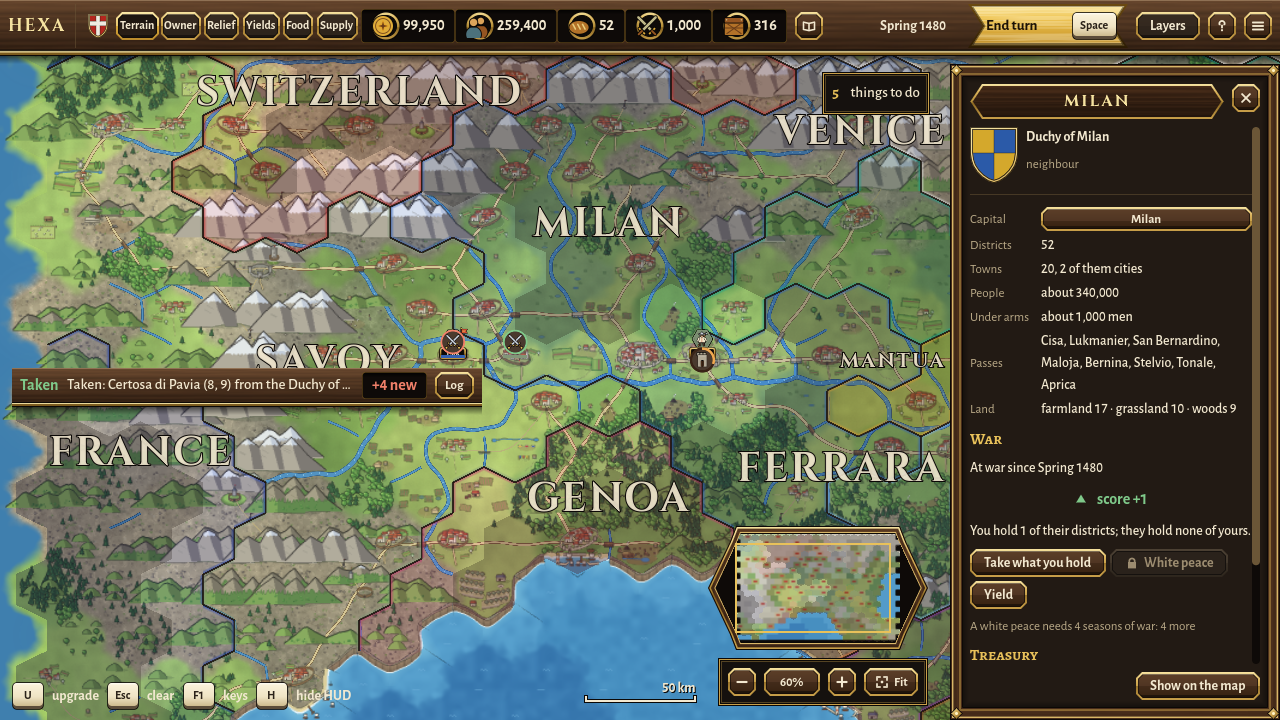 HEXA
Terrain Owner Relief Yields Food Supply
99,950
259,400
52
1,000
316
Spring 1480
End turn Space
Layers
?
5 things to do
SWITZERLAND
VENICE
MILAN
SAVOY
MANTUA
Taken Taken: Certosa di Pavia (8, 9) from the Duchy of ... +4 new Log
FRANCE
GENOA
FERRARA
U upgrade Esc clear F1 keys H hide HUD
50 km
60% Fit
MILAN
Duchy of Milan
neighbour
Capital Milan
Districts 52
Towns 20, 2 of them cities
People about 340,000
Under arms about 1,000 men
Passes Cisa, Lukmanier, San Bernardino,
Maloja, Bernina, Stelvio, Tonale,
Aprica
Land farmland 17 · grassland 10 · woods 9
War
At war since Spring 1480
score +1
You hold 1 of their districts; they hold none of yours.
Take what you hold White peace
Yield
A white peace needs 4 seasons of war: 4 more
Treasury
Show on the map